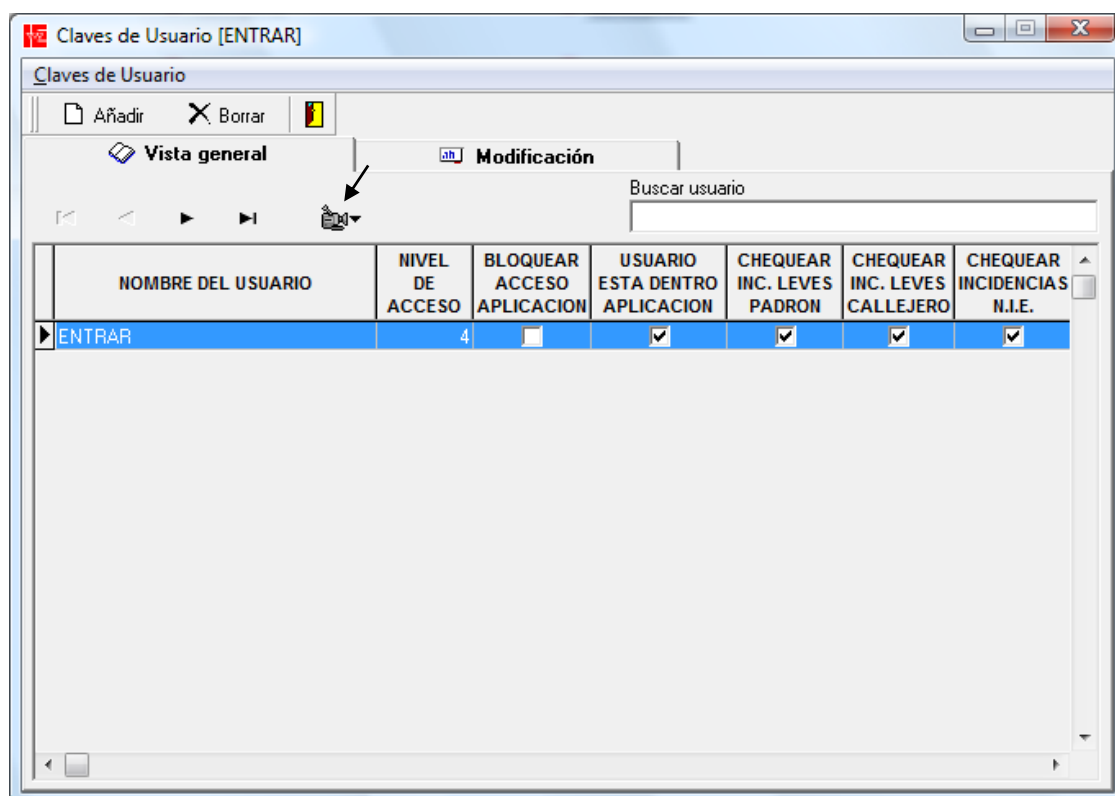 Claves de Usuario [ENTRAR]
Claves de Usuario
Añadir Borrar
Vista general Modificación
Buscar usuario
NOMBRE DEL USUARIO
NIVEL DE ACCESO
BLOQUEAR ACCESO APLICACION
USUARIO ESTA DENTRO APLICACION
CHEQUEAR INC. LEVES PADRON
CHEQUEAR INC. LEVES CALLEJERO
CHEQUEAR INCIDENCIAS N.I.E.
ENTRAR 4